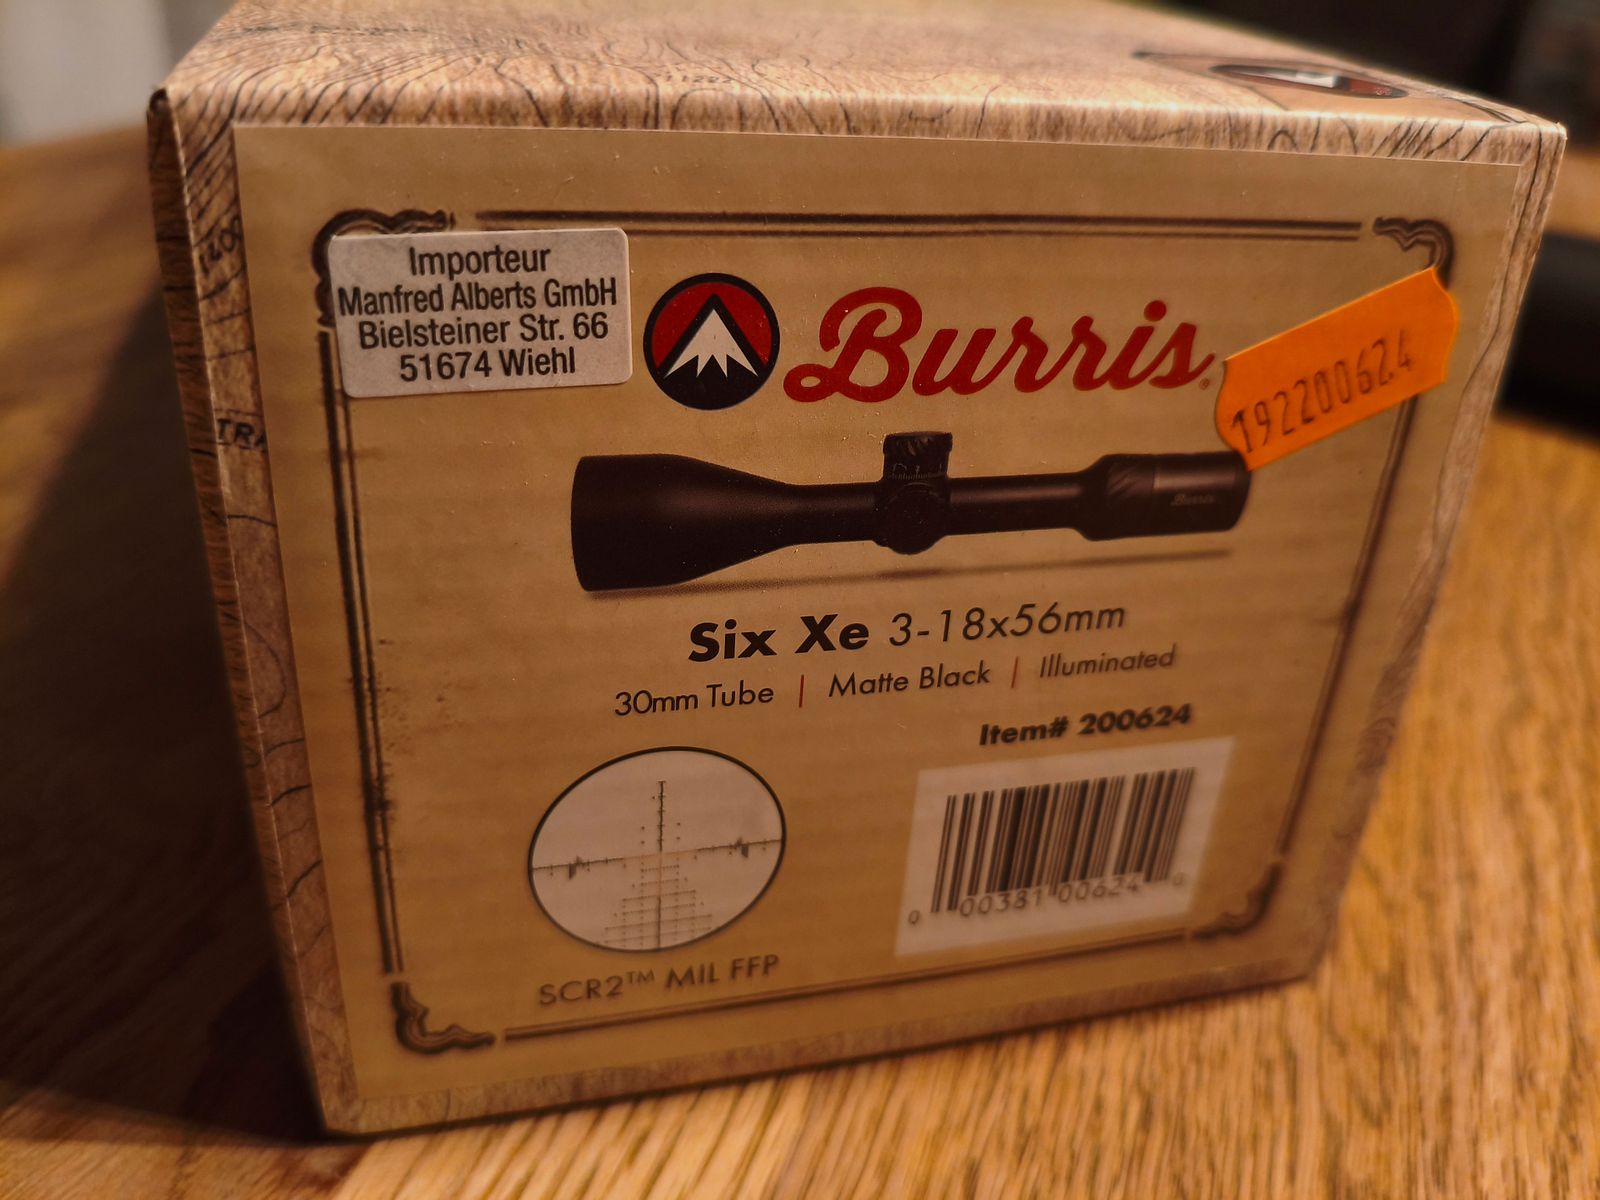 Importeur
Manfred Alberts GmbH
Bielsteiner Str. 66
51674 Wiehl
Burris
192200624
Burris
Six Xe 3-18x56mm
30mm Tube | Matte Black | Illuminated
Item# 200624
0 00381 00624 0
SCR2™ MIL FFP